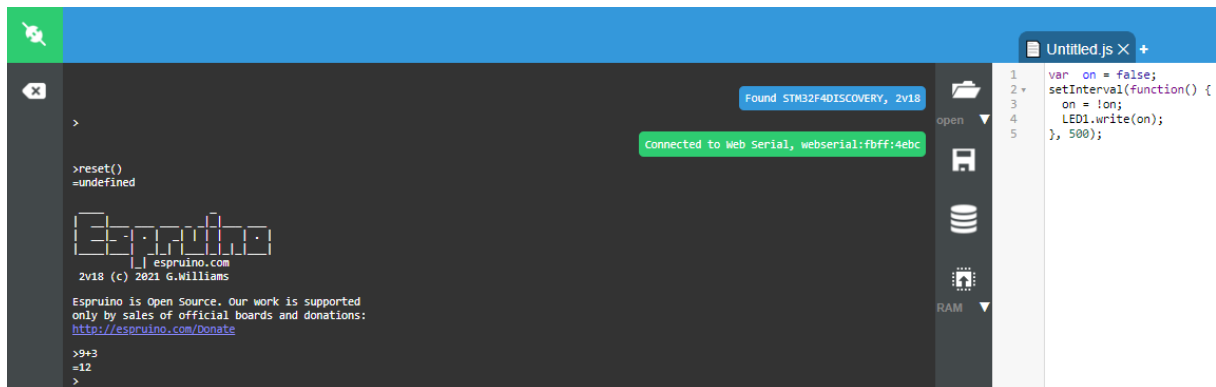 Untitled.js
Found STM32F4DISCOVERY, 2v18
>
Connected to Web Serial, webserial:fbff:4ebc
>reset()
=undefined
Espruino
|_| espruino.com
2v18 (c) 2021 G.Williams
Espruino is Open Source. Our work is supported
only by sales of official boards and donations:
http://espruino.com/Donate
>9+3
=12
>
open
RAM
1 var  on = false;
2 setInterval(function() {
3   on = !on;
4   LED1.write(on);
5 }, 500);